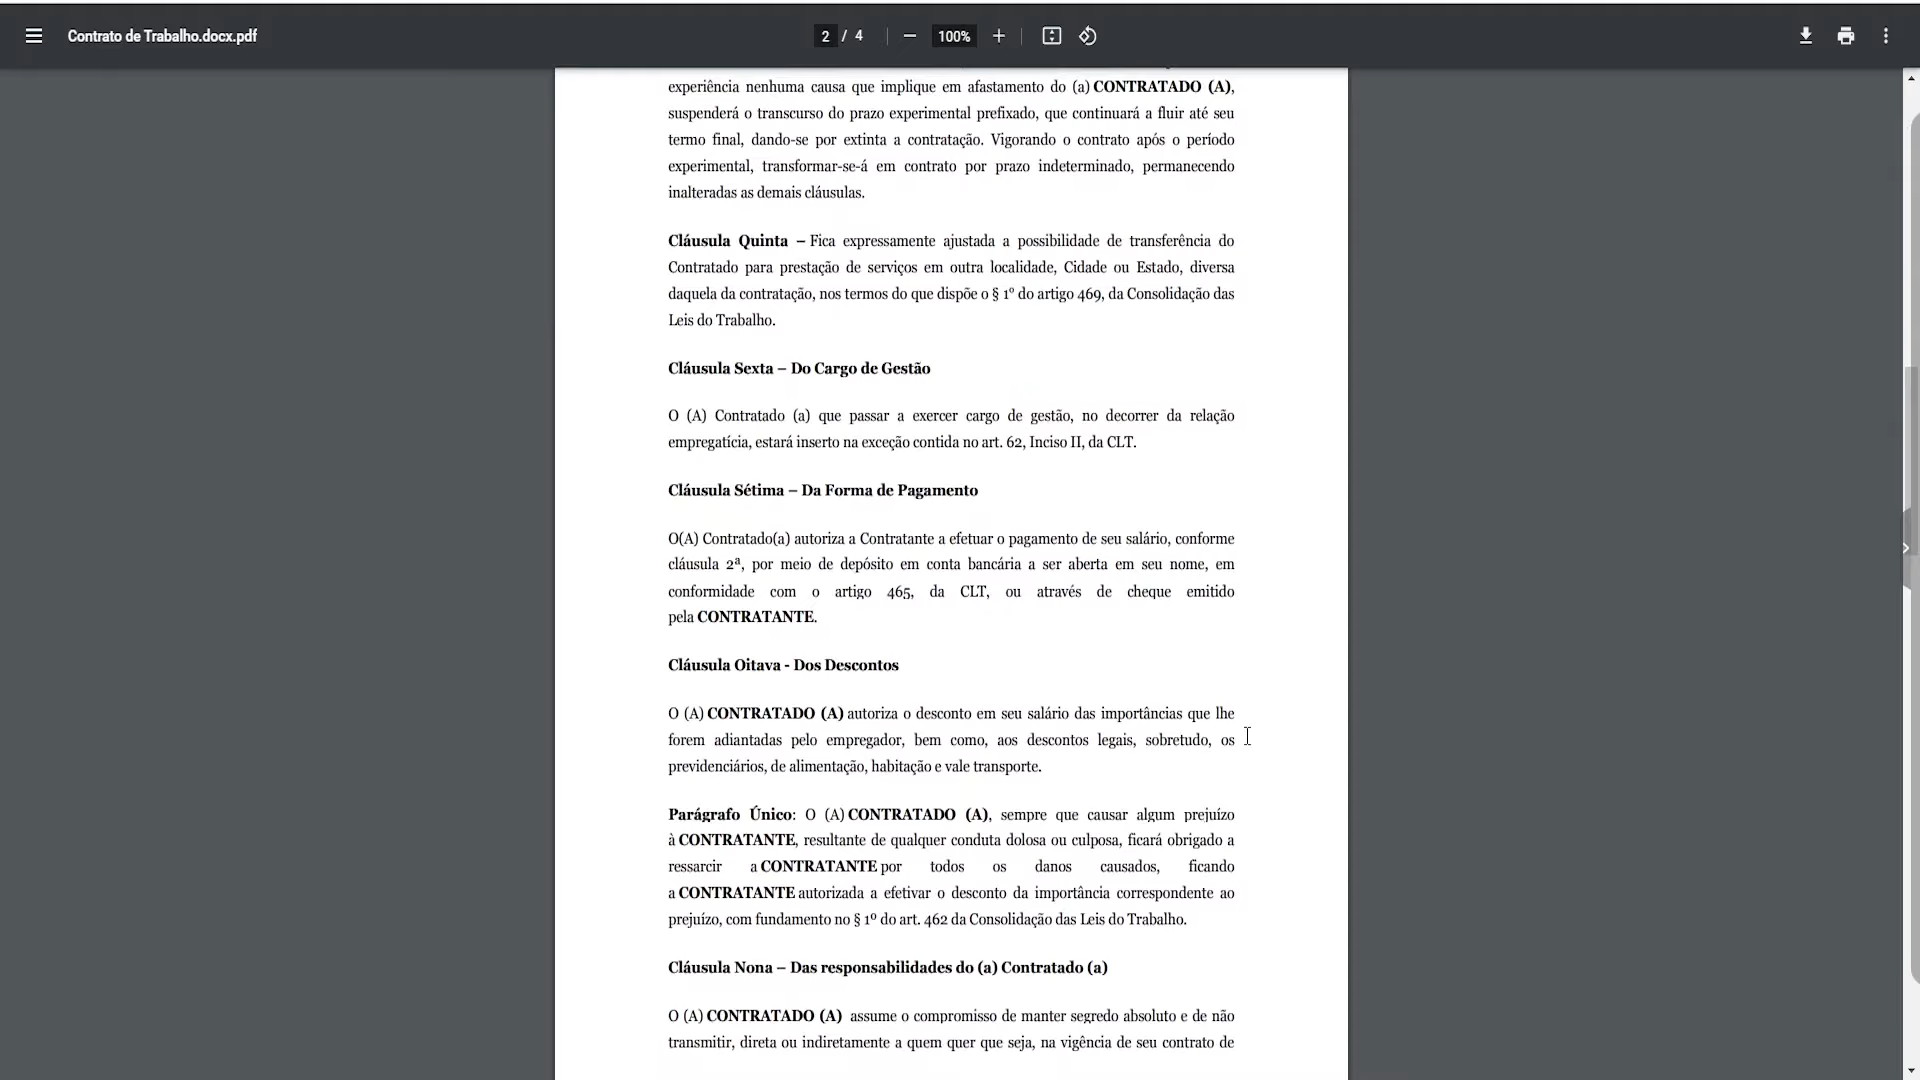 Contrato de Trabalho.docx.pdf
2 / 4
100%
experiência nenhuma causa que implique em afastamento do (a) CONTRATADO (A),
suspenderá o transcurso do prazo experimental prefixado, que continuará a fluir até seu
termo final, dando-se por extinta a contratação. Vigorando o contrato após o período
experimental, transformar-se-á em contrato por prazo indeterminado, permanecendo
inalteradas as demais cláusulas.
Cláusula Quinta – Fica expressamente ajustada a possibilidade de transferência do
Contratado para prestação de serviços em outra localidade, Cidade ou Estado, diversa
daquela da contratação, nos termos do que dispõe o § 1º do artigo 469, da Consolidação das
Leis do Trabalho.
Cláusula Sexta – Do Cargo de Gestão
O (A) Contratado (a) que passar a exercer cargo de gestão, no decorrer da relação
empregatícia, estará inserto na exceção contida no art. 62, Inciso II, da CLT.
Cláusula Sétima – Da Forma de Pagamento
O(A) Contratado(a) autoriza a Contratante a efetuar o pagamento de seu salário, conforme
cláusula 2ª, por meio de depósito em conta bancária a ser aberta em seu nome, em
conformidade com o artigo 465, da CLT, ou através de cheque emitido
pela CONTRATANTE.
Cláusula Oitava - Dos Descontos
O (A) CONTRATADO (A) autoriza o desconto em seu salário das importâncias que lhe
forem adiantadas pelo empregador, bem como, aos descontos legais, sobretudo, os
previdenciários, de alimentação, habitação e vale transporte.
Parágrafo Único: O (A) CONTRATADO (A), sempre que causar algum prejuízo
à CONTRATANTE, resultante de qualquer conduta dolosa ou culposa, ficará obrigado a
ressarcir a CONTRATANTE por todos os danos causados, ficando
a CONTRATANTE autorizada a efetivar o desconto da importância correspondente ao
prejuízo, com fundamento no § 1º do art. 462 da Consolidação das Leis do Trabalho.
Cláusula Nona – Das responsabilidades do (a) Contratado (a)
O (A) CONTRATADO (A) assume o compromisso de manter segredo absoluto e de não
transmitir, direta ou indiretamente a quem quer que seja, na vigência de seu contrato de